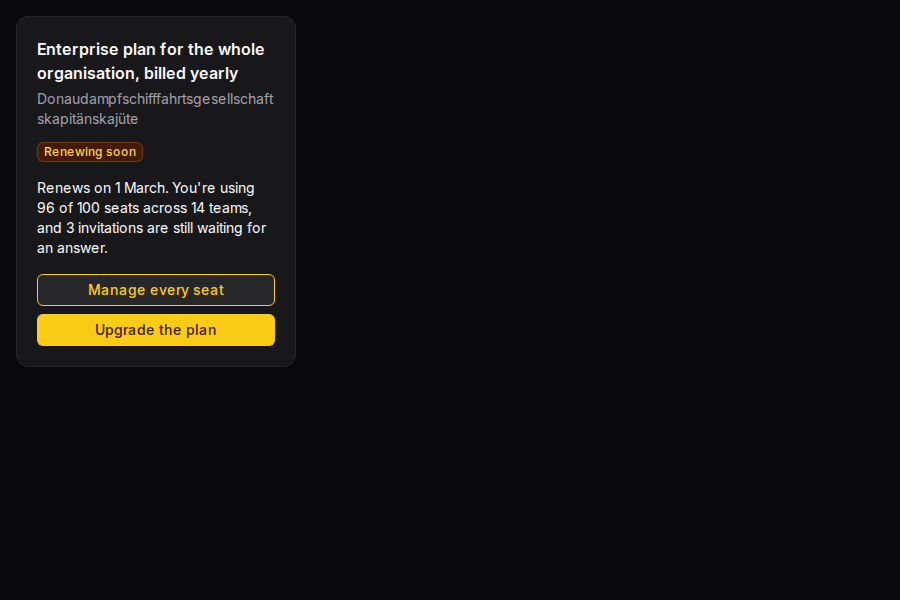 Enterprise plan for the whole
organisation, billed yearly
Donaudampfschifffahrtsgesellschaft
skapitänskajüte
Renewing soon
Renews on 1 March. You're using
96 of 100 seats across 14 teams,
and 3 invitations are still waiting for
an answer.
Manage every seat
Upgrade the plan